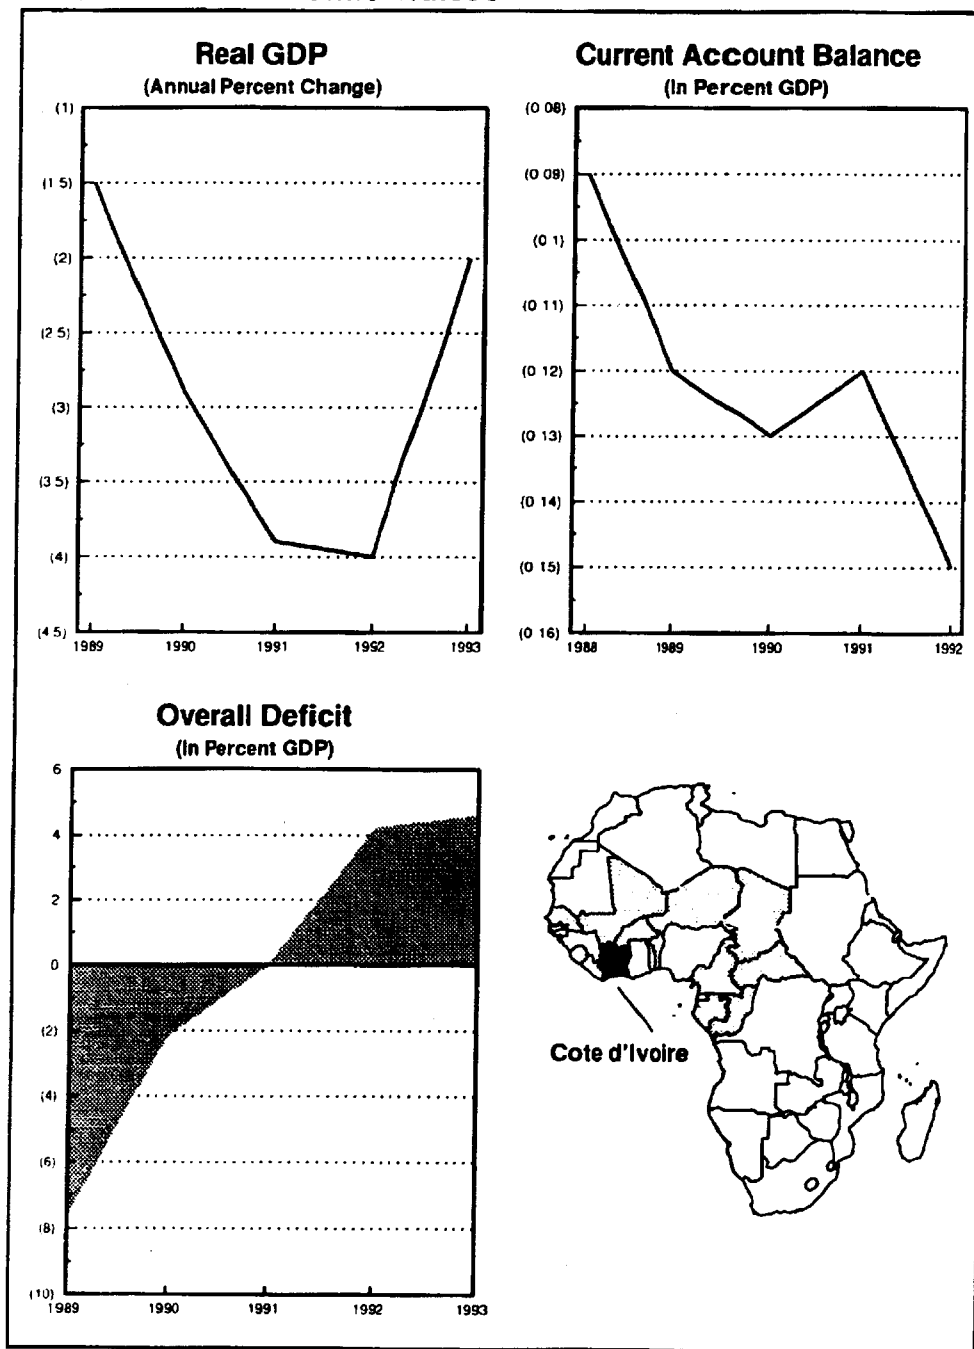 Real GDP
(Annual Percent Change)
(1)
(1 5)
(2)
(2 5)
(3)
(3 5)
(4)
(4 5)
1989 1990 1991 1992 1993
Current Account Balance
(In Percent GDP)
(0 08)
(0 09)
(0 1)
(0 11)
(0 12)
(0 13)
(0 14)
(0 15)
(0 16)
1988 1989 1990 1991 1992
Overall Deficit
(In Percent GDP)
6
4
2
0
(2)
(4)
(6)
(8)
(10)
1989 1990 1991 1992 1993
Cote d'Ivoire